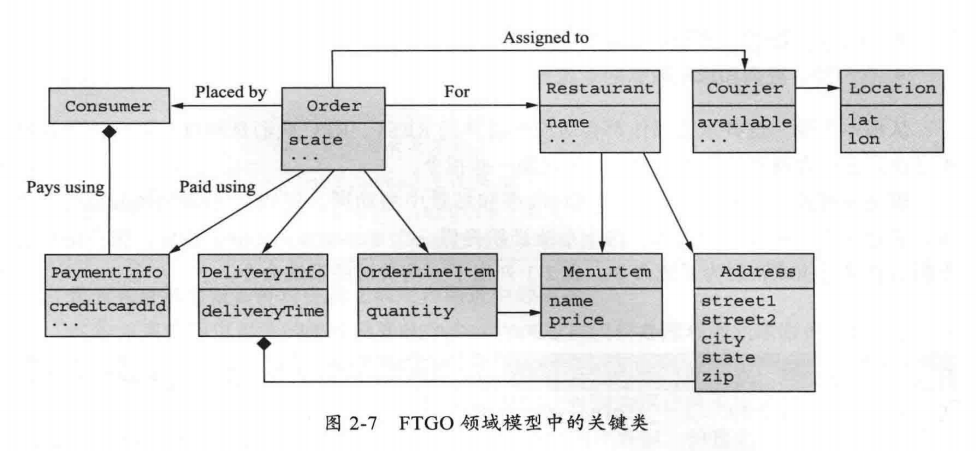 Assigned to
Consumer
Placed by
Order
state
...
For
Restaurant
name
...
Courier
available
...
Location
lat
lon
Pays using
Paid using
PaymentInfo
creditcardId
...
DeliveryInfo
deliveryTime
OrderLineItem
quantity
MenuItem
name
price
Address
street1
street2
city
state
zip
图 2-7 FTGO 领域模型中的关键类